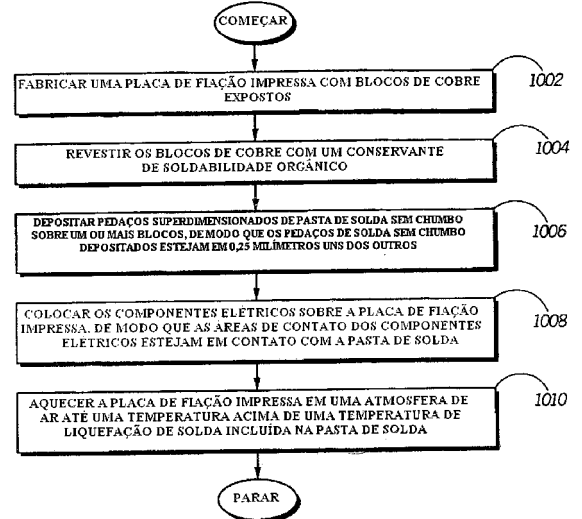 COMEÇAR
FABRICAR UMA PLACA DE FIAÇÃO IMPRESSA COM BLOCOS DE COBRE
EXPOSTOS
1002
REVESTIR OS BLOCOS DE COBRE COM UM CONSERVANTE
DE SOLDABILIDADE ORGÂNICO
1004
DEPOSITAR PEDAÇOS SUPERDIMENSIONADOS DE PASTA DE SOLDA SEM CHUMBO
SOBRE UM OU MAIS BLOCOS, DE MODO QUE OS PEDAÇOS DE SOLDA SEM CHUMBO
DEPOSITADOS ESTEJAM EM 0,25 MILÍMETROS UNS DOS OUTROS
1006
COLOCAR OS COMPONENTES ELÉTRICOS SOBRE A PLACA DE FIAÇÃO
IMPRESSA. DE MODO QUE AS ÁREAS DE CONTATO DOS COMPONENTES
ELÉTRICOS ESTEJAM EM CONTATO COM A PASTA DE SOLDA
1008
AQUECER A PLACA DE FIAÇÃO IMPRESSA EM UMA ATMOSFERA DE
AR ATÉ UMA TEMPERATURA ACIMA DE UMA TEMPERATURA DE
LIQUEFAÇÃO DE SOLDA INCLUÍDA NA PASTA DE SOLDA
1010
PARAR